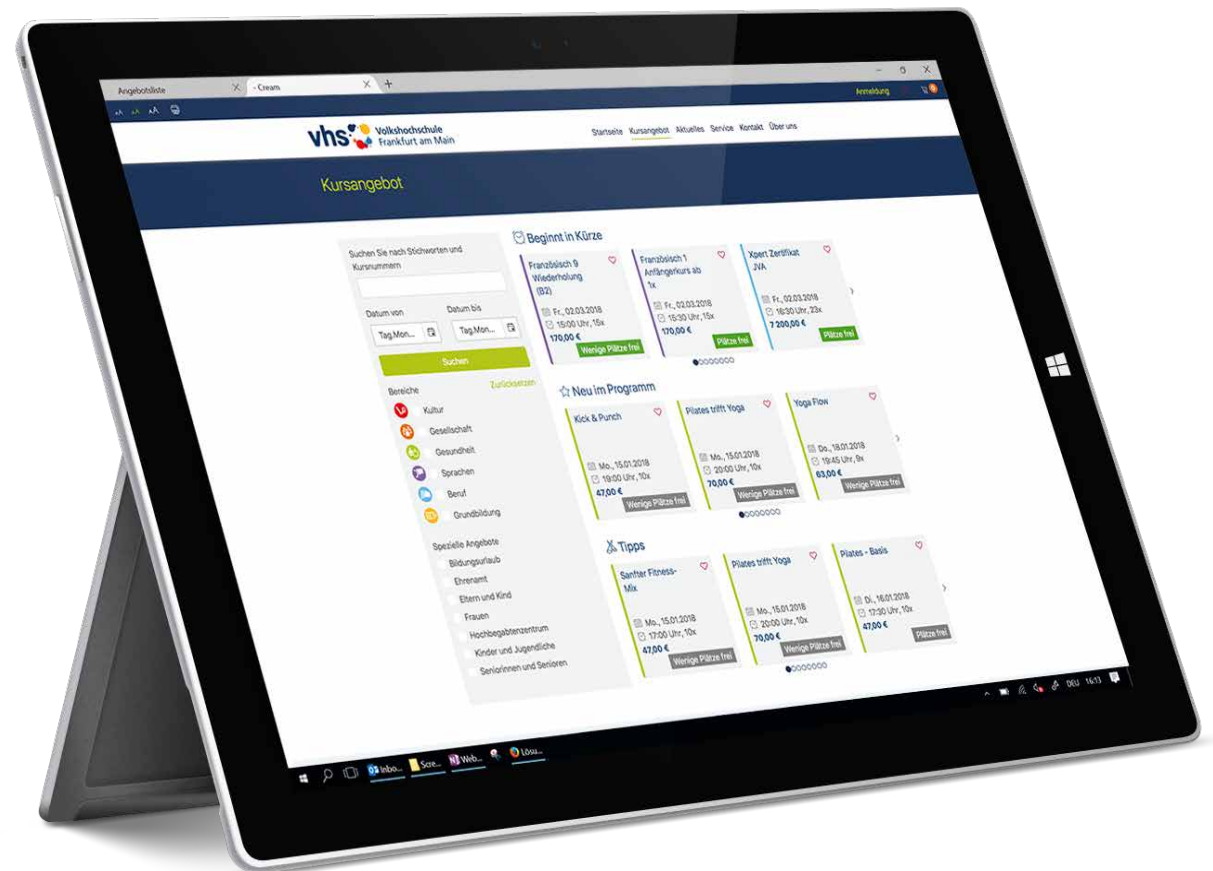 Angebotsliste
- Cream
Anmeldung
0
vhs
Volkshochschule
Frankfurt am Main
Startseite Kursangebot Aktuelles Service Kontakt Über uns
Kursangebot
Suchen Sie nach Stichworten und
Kursnummern
Datum von
Datum bis
Tag.Mon...
Tag.Mon...
Suchen
Bereiche
Zurücksetzen
Kultur
Gesellschaft
Gesundheit
Sprachen
Beruf
Grundbildung
Spezielle Angebote
Bildungsurlaub
Ehrenamt
Eltern und Kind
Frauen
Hochbegabtenzentrum
Kinder und Jugendliche
Seniorinnen und Senioren
Beginnt in Kürze
Französisch 9
Wiederholung
(B2)
Fr., 02.03.2018
15:00 Uhr, 15x
170,00 €
Wenige Plätze frei
Französisch 1
Anfängerkurs ab
1x
Fr., 02.03.2018
15:30 Uhr, 15x
170,00 €
Plätze frei
Xpert Zertifikat
JVA
Fr., 02.03.2018
16:30 Uhr, 23x
7 200,00 €
Plätze frei
Neu im Programm
Kick & Punch
Mo., 15.01.2018
19:00 Uhr, 10x
47,00 €
Wenige Plätze frei
Pilates trifft Yoga
Mo., 15.01.2018
20:00 Uhr, 10x
70,00 €
Wenige Plätze frei
Yoga Flow
Do., 18.01.2018
19:45 Uhr, 9x
63,00 €
Wenige Plätze frei
Tipps
Sanfter Fitness-
Mix
Mo., 15.01.2018
17:00 Uhr, 10x
47,00 €
Wenige Plätze frei
Pilates trifft Yoga
Mo., 15.01.2018
20:00 Uhr, 10x
70,00 €
Wenige Plätze frei
Pilates - Basis
Di., 16.01.2018
17:30 Uhr, 10x
47,00 €
Plätze frei
Inbo...
Scre...
Web...
Lösu...
DEU
16:13